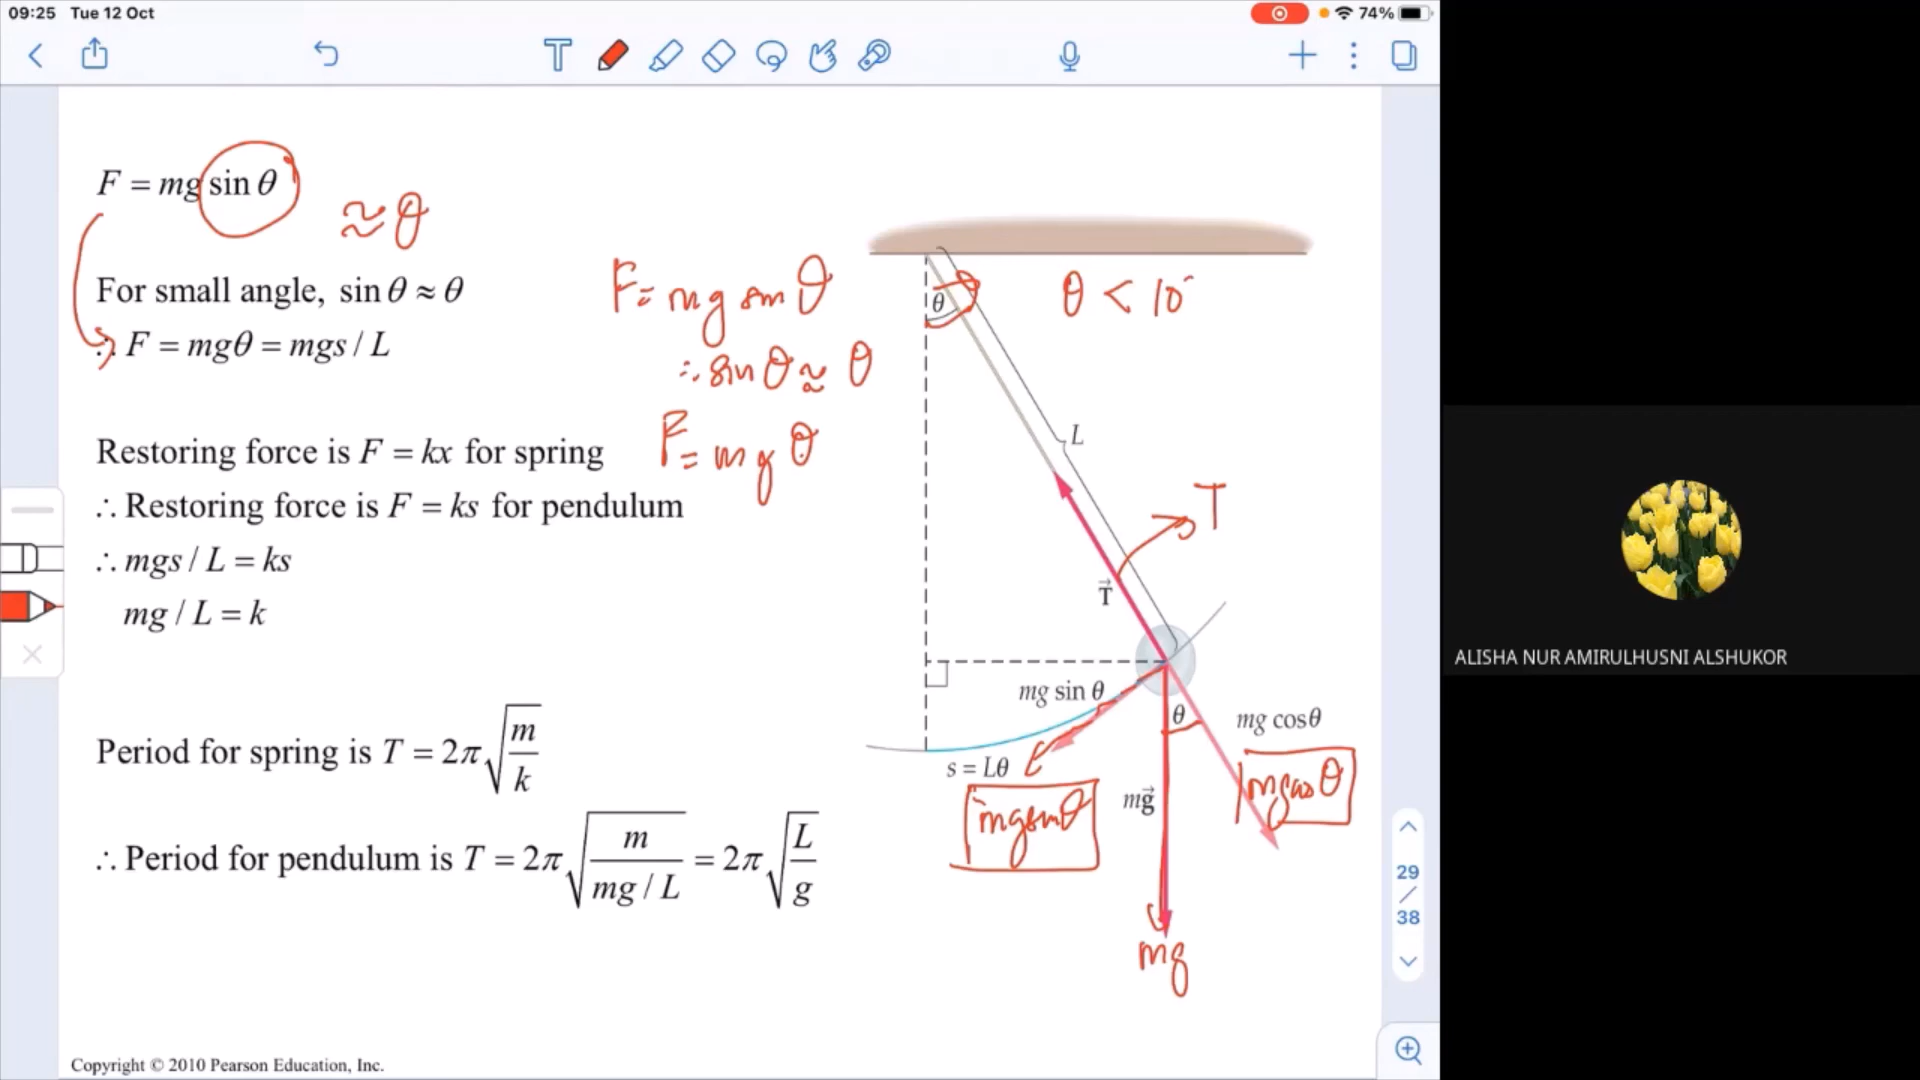 09:25 Tue 12 Oct
74%
F = mg sin θ
≈ θ
For small angle, sin θ ≈ θ
∴ F = mgθ = mgs / L
F = mg sin θ
∴ sin θ ≈ θ
F = mg θ
Restoring force is F = kx for spring
∴ Restoring force is F = ks for pendulum
∴ mgs / L = ks
mg / L = k
Period for spring is T = 2π√(m/k)
∴ Period for pendulum is T = 2π√(m/(mg / L)) = 2π√(L/g)
θ
θ < 10°
L
T
T⃗
mg sin θ
θ
mg cosθ
s = Lθ
mg sin θ
mg⃗
mg cos θ
mg
29
/
38
ALISHA NUR AMIRULHUSNI ALSHUKOR
Copyright © 2010 Pearson Education, Inc.